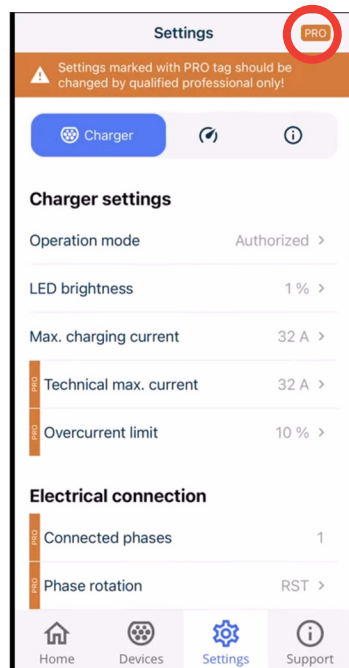 Settings
PRO
Settings marked with PRO tag should be
changed by qualified professional only!
Charger
Charger settings
Operation mode Authorized >
LED brightness 1 % >
Max. charging current 32 A >
PRO Technical max. current 32 A >
PRO Overcurrent limit 10 % >
Electrical connection
PRO Connected phases 1
PRO Phase rotation RST >
Home Devices Settings Support